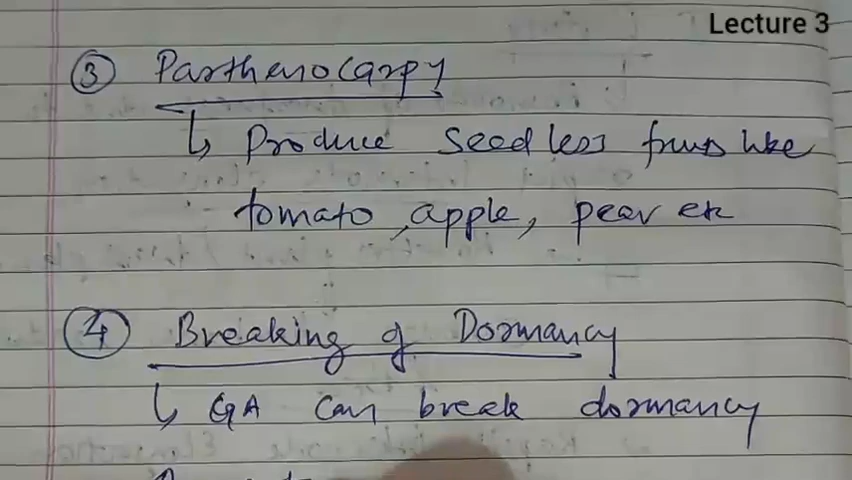 Lecture 3
③ Parthenocarpy
↳ Produce seedless fruits like
tomato, apple, pear etc
④ Breaking of Dormancy
↳ GA can break dormancy